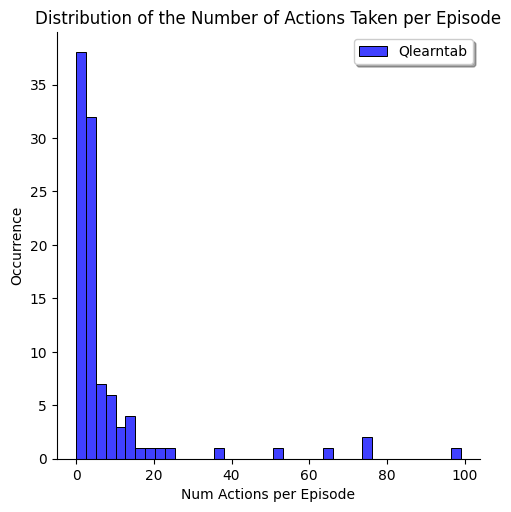 Distribution of the Number of Actions Taken per Episode
Qlearntab
35
30
25
20
15
10
5
0
Occurrence
0 20 40 60 80 100
Num Actions per Episode